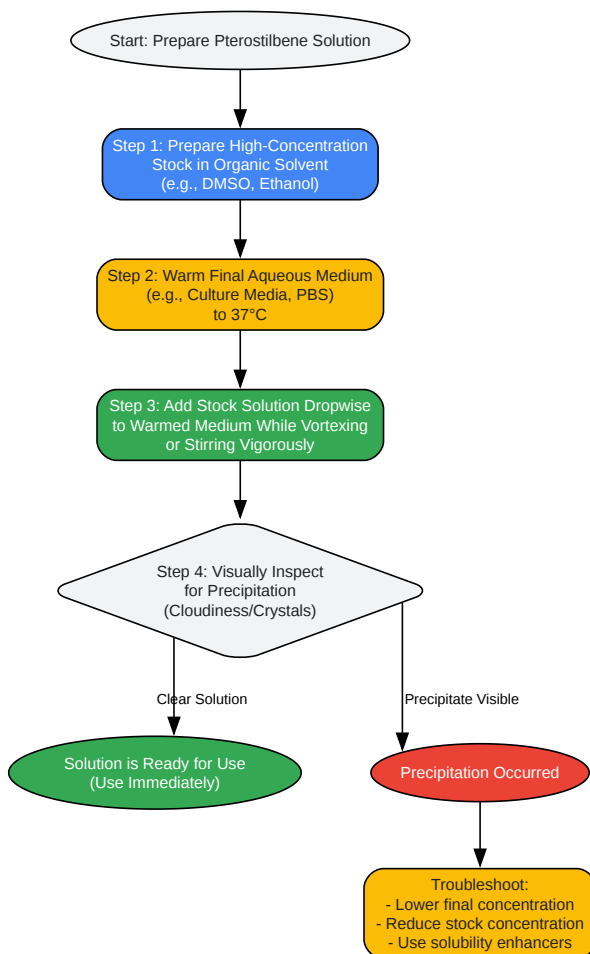 Start: Prepare Pterostilbene Solution
Step 1: Prepare High-Concentration
Stock in Organic Solvent
(e.g., DMSO, Ethanol)
Step 2: Warm Final Aqueous Medium
(e.g., Culture Media, PBS)
to 37°C
Step 3: Add Stock Solution Dropwise
to Warmed Medium While Vortexing
or Stirring Vigorously
Step 4: Visually Inspect
for Precipitation
(Cloudiness/Crystals)
Clear Solution
Precipitate Visible
Solution is Ready for Use
(Use Immediately)
Precipitation Occurred
Troubleshoot:
- Lower final concentration
- Reduce stock concentration
- Use solubility enhancers